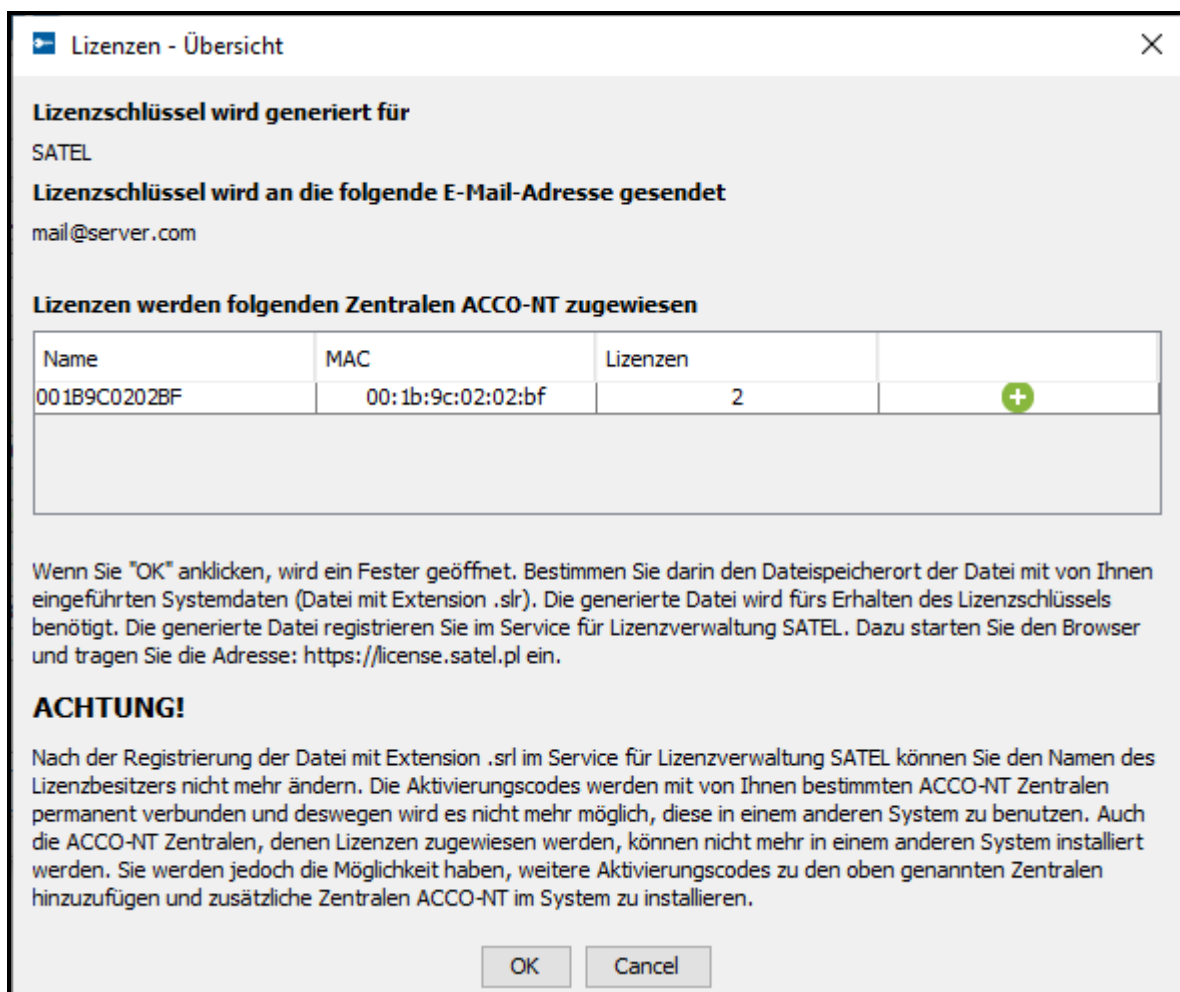 Lizenzen - Übersicht
Lizenzschlüssel wird generiert für
SATEL
Lizenzschlüssel wird an die folgende E-Mail-Adresse gesendet
mail@server.com
Lizenzen werden folgenden Zentralen ACCO-NT zugewiesen
Name MAC Lizenzen
001B9C0202BF 00:1b:9c:02:02:bf 2
Wenn Sie "OK" anklicken, wird ein Fester geöffnet. Bestimmen Sie darin den Dateispeicherort der Datei mit von Ihnen
eingeführten Systemdaten (Datei mit Extension .slr). Die generierte Datei wird fürs Erhalten des Lizenzschlüssels
benötigt. Die generierte Datei registrieren Sie im Service für Lizenzverwaltung SATEL. Dazu starten Sie den Browser
und tragen Sie die Adresse: https://license.satel.pl ein.
ACHTUNG!
Nach der Registrierung der Datei mit Extension .srl im Service für Lizenzverwaltung SATEL können Sie den Namen des
Lizenzbesitzers nicht mehr ändern. Die Aktivierungscodes werden mit von Ihnen bestimmten ACCO-NT Zentralen
permanent verbunden und deswegen wird es nicht mehr möglich, diese in einem anderen System zu benutzen. Auch
die ACCO-NT Zentralen, denen Lizenzen zugewiesen werden, können nicht mehr in einem anderen System installiert
werden. Sie werden jedoch die Möglichkeit haben, weitere Aktivierungscodes zu den oben genannten Zentralen
hinzuzufügen und zusätzliche Zentralen ACCO-NT im System zu installieren.
OK Cancel